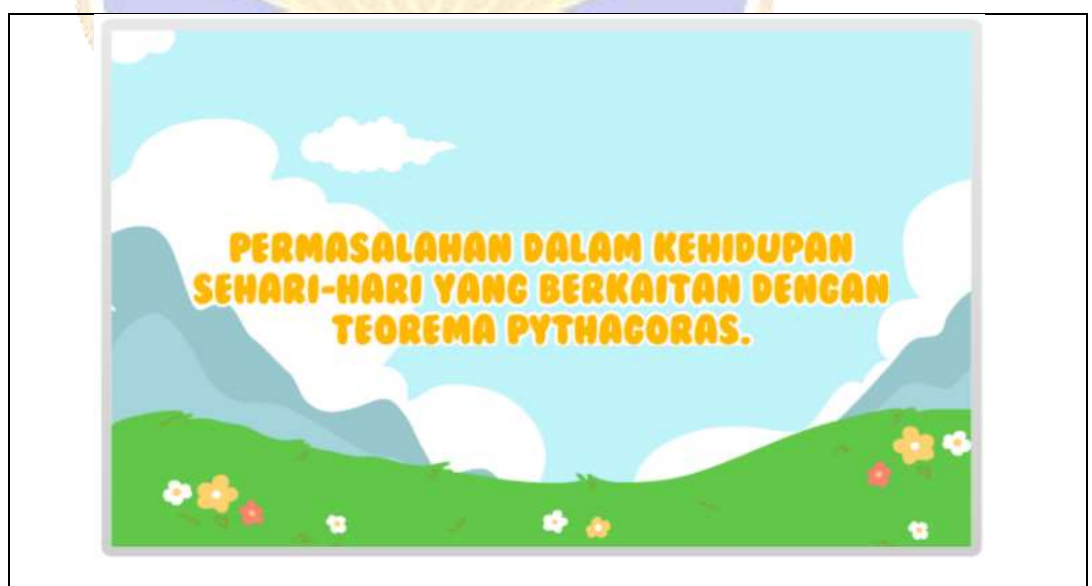 PERMASALAHAN DALAM KEHIDUPAN
SEHARI-HARI YANG BERKAITAN DENGAN
TEOREMA PYTHAGORAS.